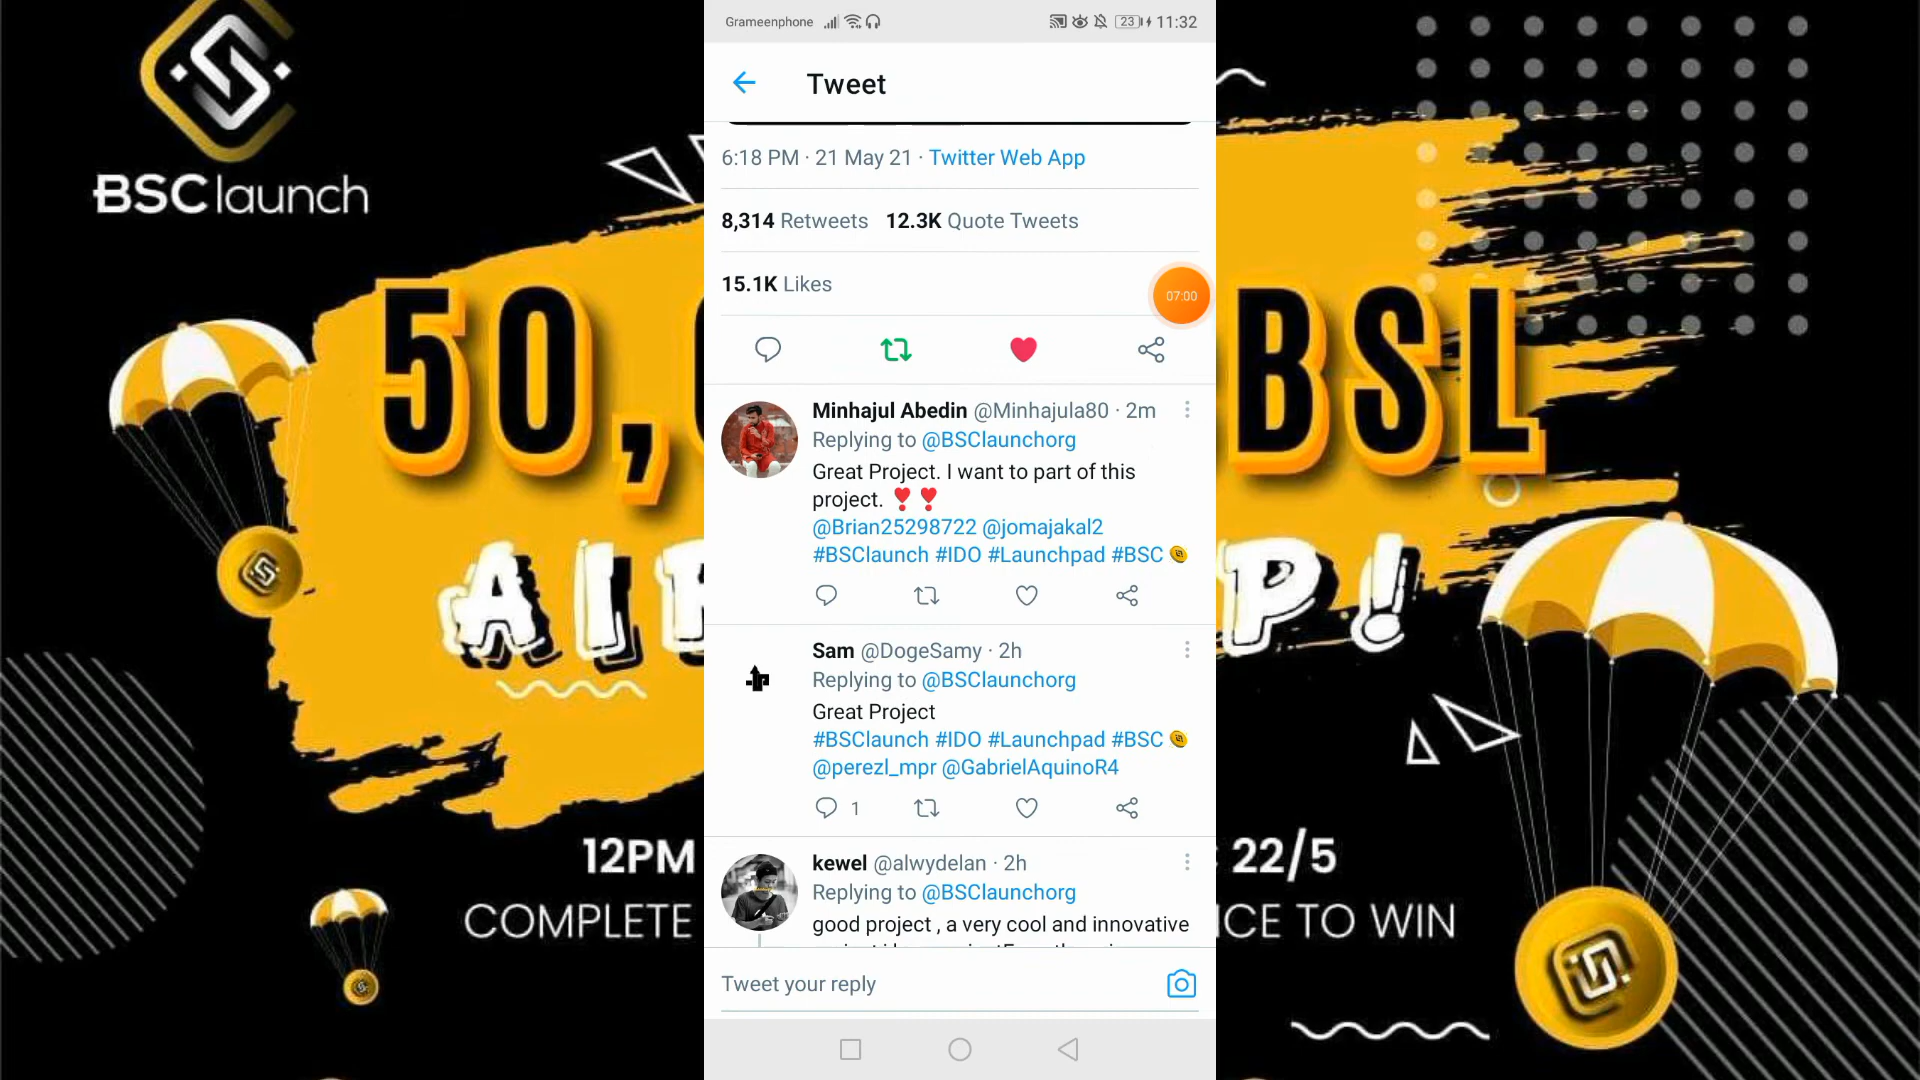 Grameenphone
23
11:32
Tweet
6:18 PM · 21 May 21 · Twitter Web App
8,314 Retweets 12.3K Quote Tweets
15.1K Likes
07:00
Minhajul Abedin @Minhajula80 · 2m
Replying to @BSClaunchorg
Great Project. I want to part of this
project. ❣️❣️
@Brian25298722 @jomajakal2
#BSClaunch #IDO #Launchpad #BSC
Sam @DogeSamy · 2h
Replying to @BSClaunchorg
Great Project
#BSClaunch #IDO #Launchpad #BSC
@perezl_mpr @GabrielAquinoR4
1
kewel @alwydelan · 2h
Replying to @BSClaunchorg
good project , a very cool and innovative
Tweet your reply
BSClaunch
50,
BSL
AI
P!
12PM
22/5
COMPLETE
CE TO WIN